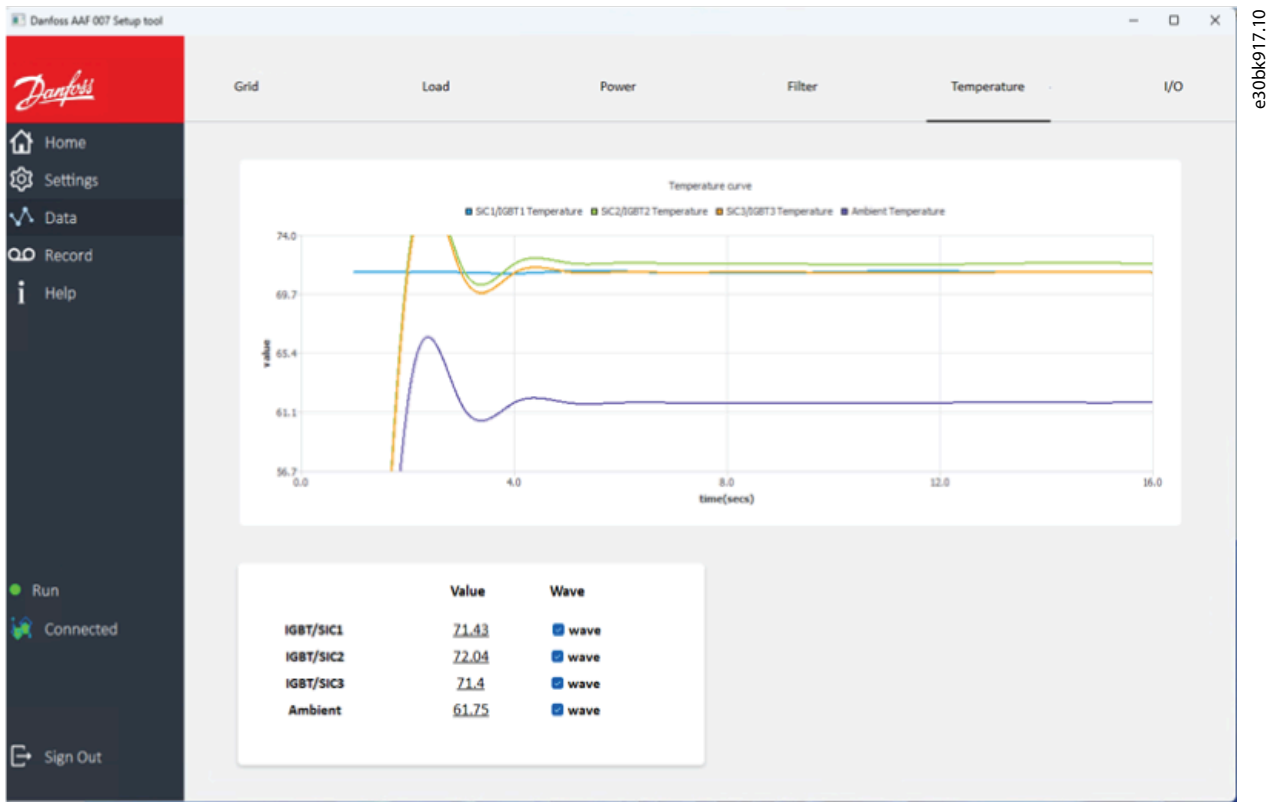 Danfoss AAF 007 Setup tool
e30bk917.10
Danfoss
Home
Settings
Data
Record
Help
Run
Connected
Sign Out
Grid Load Power Filter Temperature I/O
Temperature curve
SiC1/IGBT1 Temperature SiC2/IGBT2 Temperature SiC3/IGBT3 Temperature Ambient Temperature
value
74.0
69.7
65.4
61.1
56.7
0.0 4.0 8.0 12.0 16.0
time(secs)
Value Wave
IGBT/SIC1 71.43 wave
IGBT/SIC2 72.04 wave
IGBT/SIC3 71.4 wave
Ambient 61.75 wave